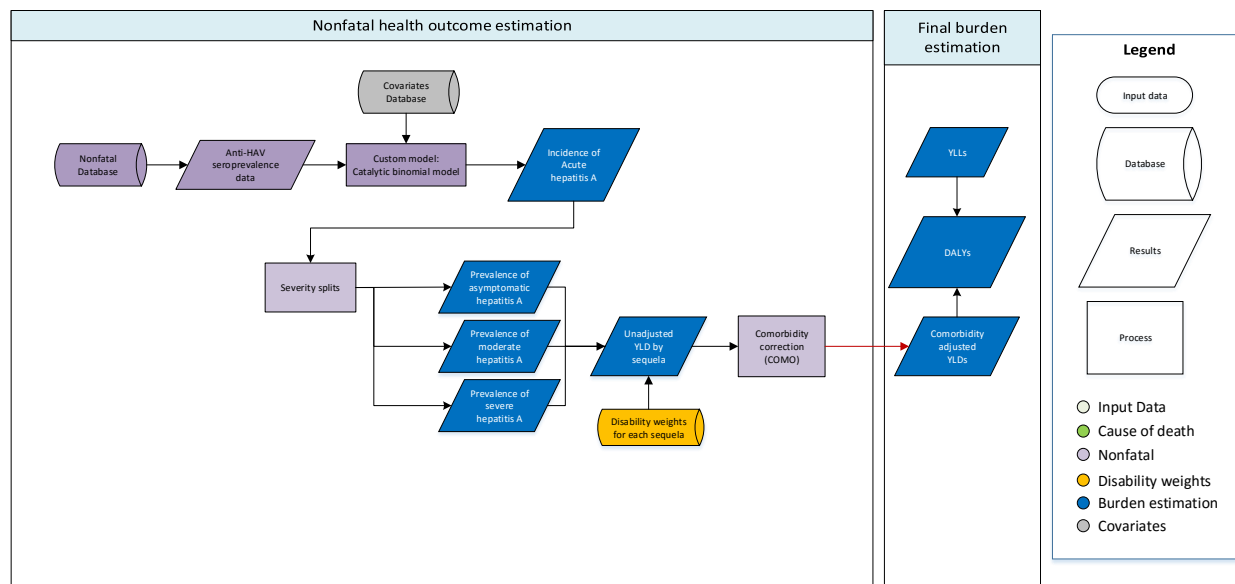 Nonfatal health outcome estimation
Final burden
estimation
Legend
Covariates
Database
Input data
Nonfatal
Database
Anti-HAV
seroprevalence
data
Custom model:
Catalytic binomial model
Incidence of
Acute
hepatitis A
YLLs
Database
DALYs
Results
Severity splits
Prevalence of
asymptomatic
hepatitis A
Prevalence of
moderate
hepatitis A
Prevalence of
severe
hepatitis A
Unadjusted
YLD by
sequela
Comorbidity
correction
(COMO)
Comorbidity
adjusted
YLDs
Process
Disability weights
for each sequela
Input Data
Cause of death
Nonfatal
Disability weights
Burden estimation
Covariates